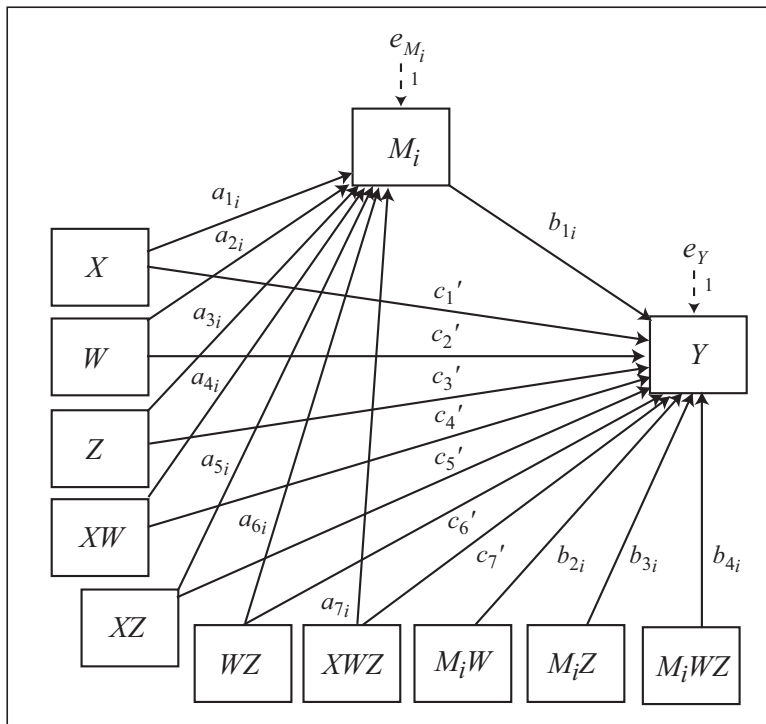 e_{M_i}
1
M_i
a_{1i}
a_{2i}
b_{1i}
X
e_Y
1
c_1′
a_{3i}
W
c_2′
Y
a_{4i}
c_3′
c_4′
Z
a_{5i}
c_5′
XW
a_{6i}
c_6′
c_7′
b_{2i}
b_{3i}
b_{4i}
a_{7i}
XZ
WZ
XWZ
M_iW
M_iZ
M_iWZ